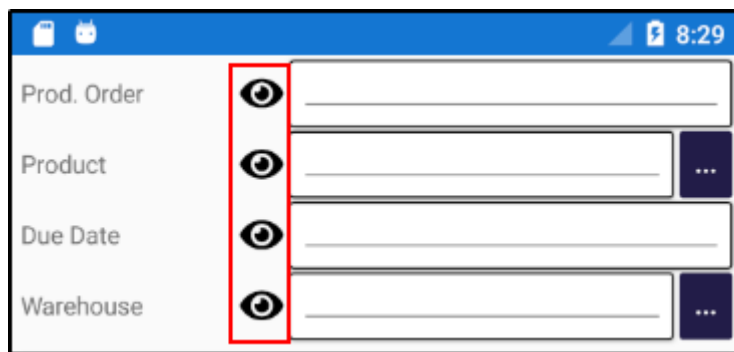 8:29
Prod. Order
Product
...
Due Date
Warehouse
...